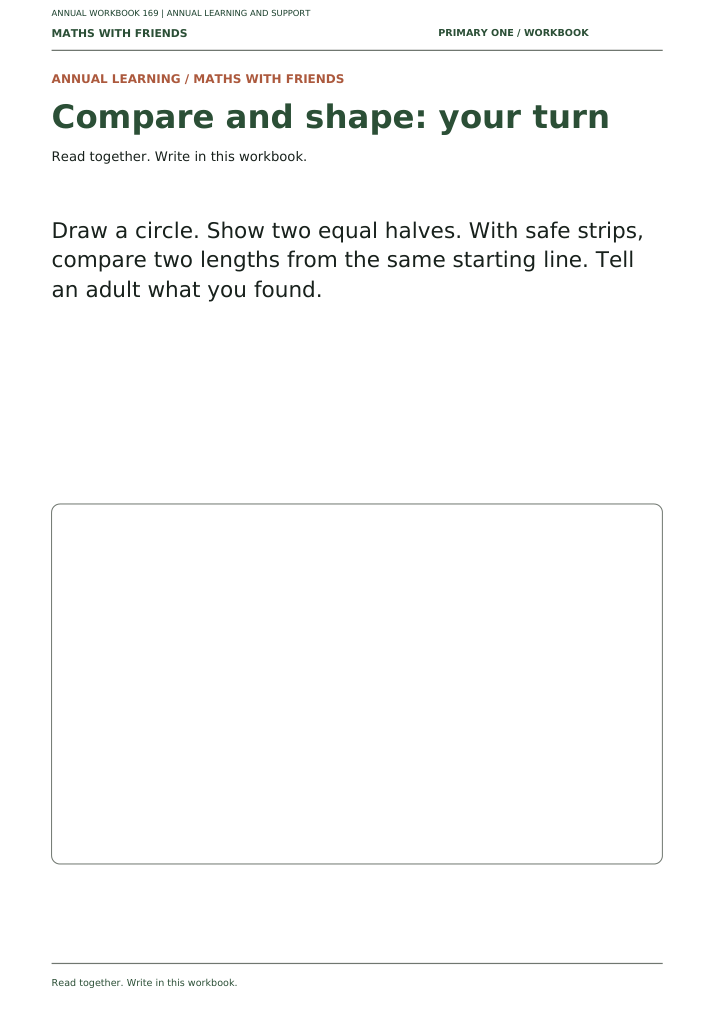 ANNUAL WORKBOOK 169 | ANNUAL LEARNING AND SUPPORT
MATHS WITH FRIENDS
PRIMARY ONE / WORKBOOK
ANNUAL LEARNING / MATHS WITH FRIENDS
Compare and shape: your turn
Read together. Write in this workbook.
Draw a circle. Show two equal halves. With safe strips,
compare two lengths from the same starting line. Tell
an adult what you found.
Read together. Write in this workbook.